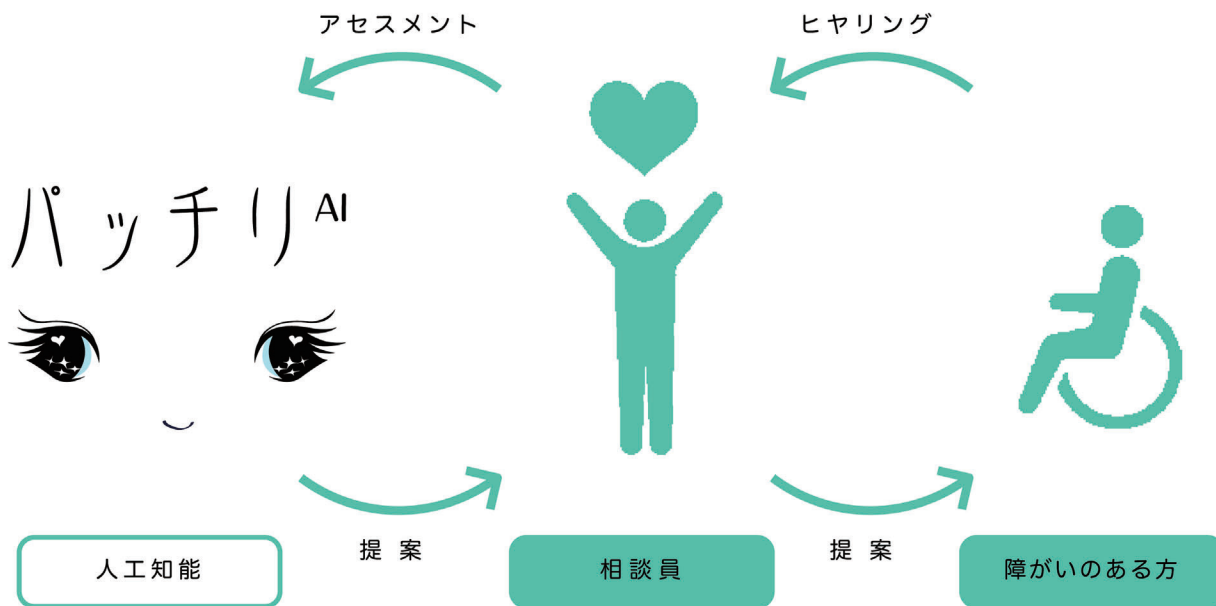 アセスメント
ヒヤリング
パッチリAI
提案
提案
人工知能
相談員
障がいのある方